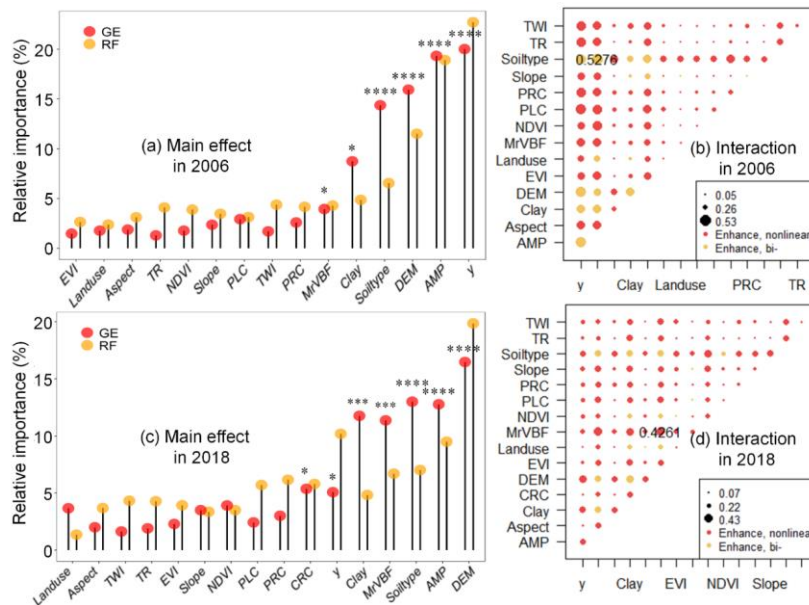 GE
RF
Relative importance (%)
20
15
10
5
0
**** **** **** **** * *
(a) Main effect
in 2006
EVI Landuse Aspect TR NDVI Slope PLC TWI PRC MrVBF Clay Soiltype DEM AMP y
TWI
TR
Soiltype
0.5276
Slope
PRC
PLC
NDVI
MrVBF
Landuse
EVI
DEM
Clay
Aspect
AMP
(b) Interaction
in 2006
0.05
0.26
0.53
Enhance, nonlinear
Enhance, bi-
y Clay Landuse PRC TR
GE
RF
Relative importance (%)
20
15
10
5
0
**** **** **** *** *** * *
(c) Main effect
in 2018
Landuse Aspect TWI TR EVI Slope NDVI PLC PRC CRC y Clay MrVBF Soiltype AMP DEM
TWI
TR
Soiltype
Slope
PRC
PLC
NDVI
MrVBF
0.4261
Landuse
EVI
DEM
CRC
Clay
Aspect
AMP
(d) Interaction
in 2018
0.07
0.22
0.43
Enhance, nonlinear
Enhance, bi-
y Clay EVI NDVI Slope